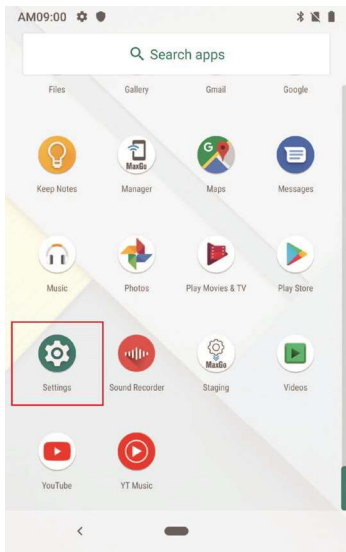 AM09:00
Search apps
Files Gallery Gmail Google
MaxGo
Keep Notes Manager Maps Messages
Music Photos Play Movies & TV Play Store
MaxGo
Settings Sound Recorder Staging Videos
YouTube YT Music